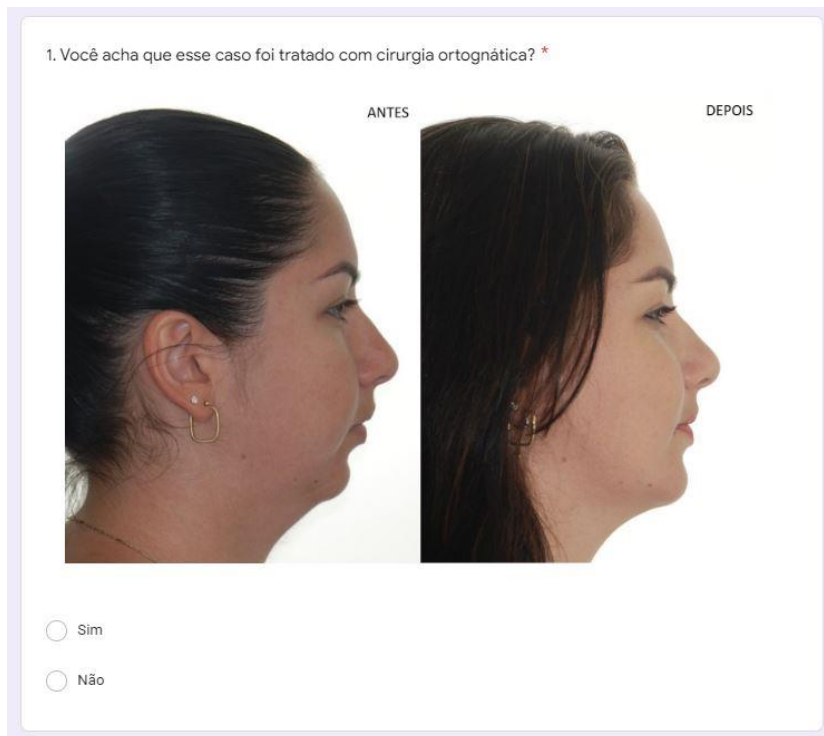 1. Você acha que esse caso foi tratado com cirurgia ortognática? *
ANTES
DEPOIS
Sim
Não